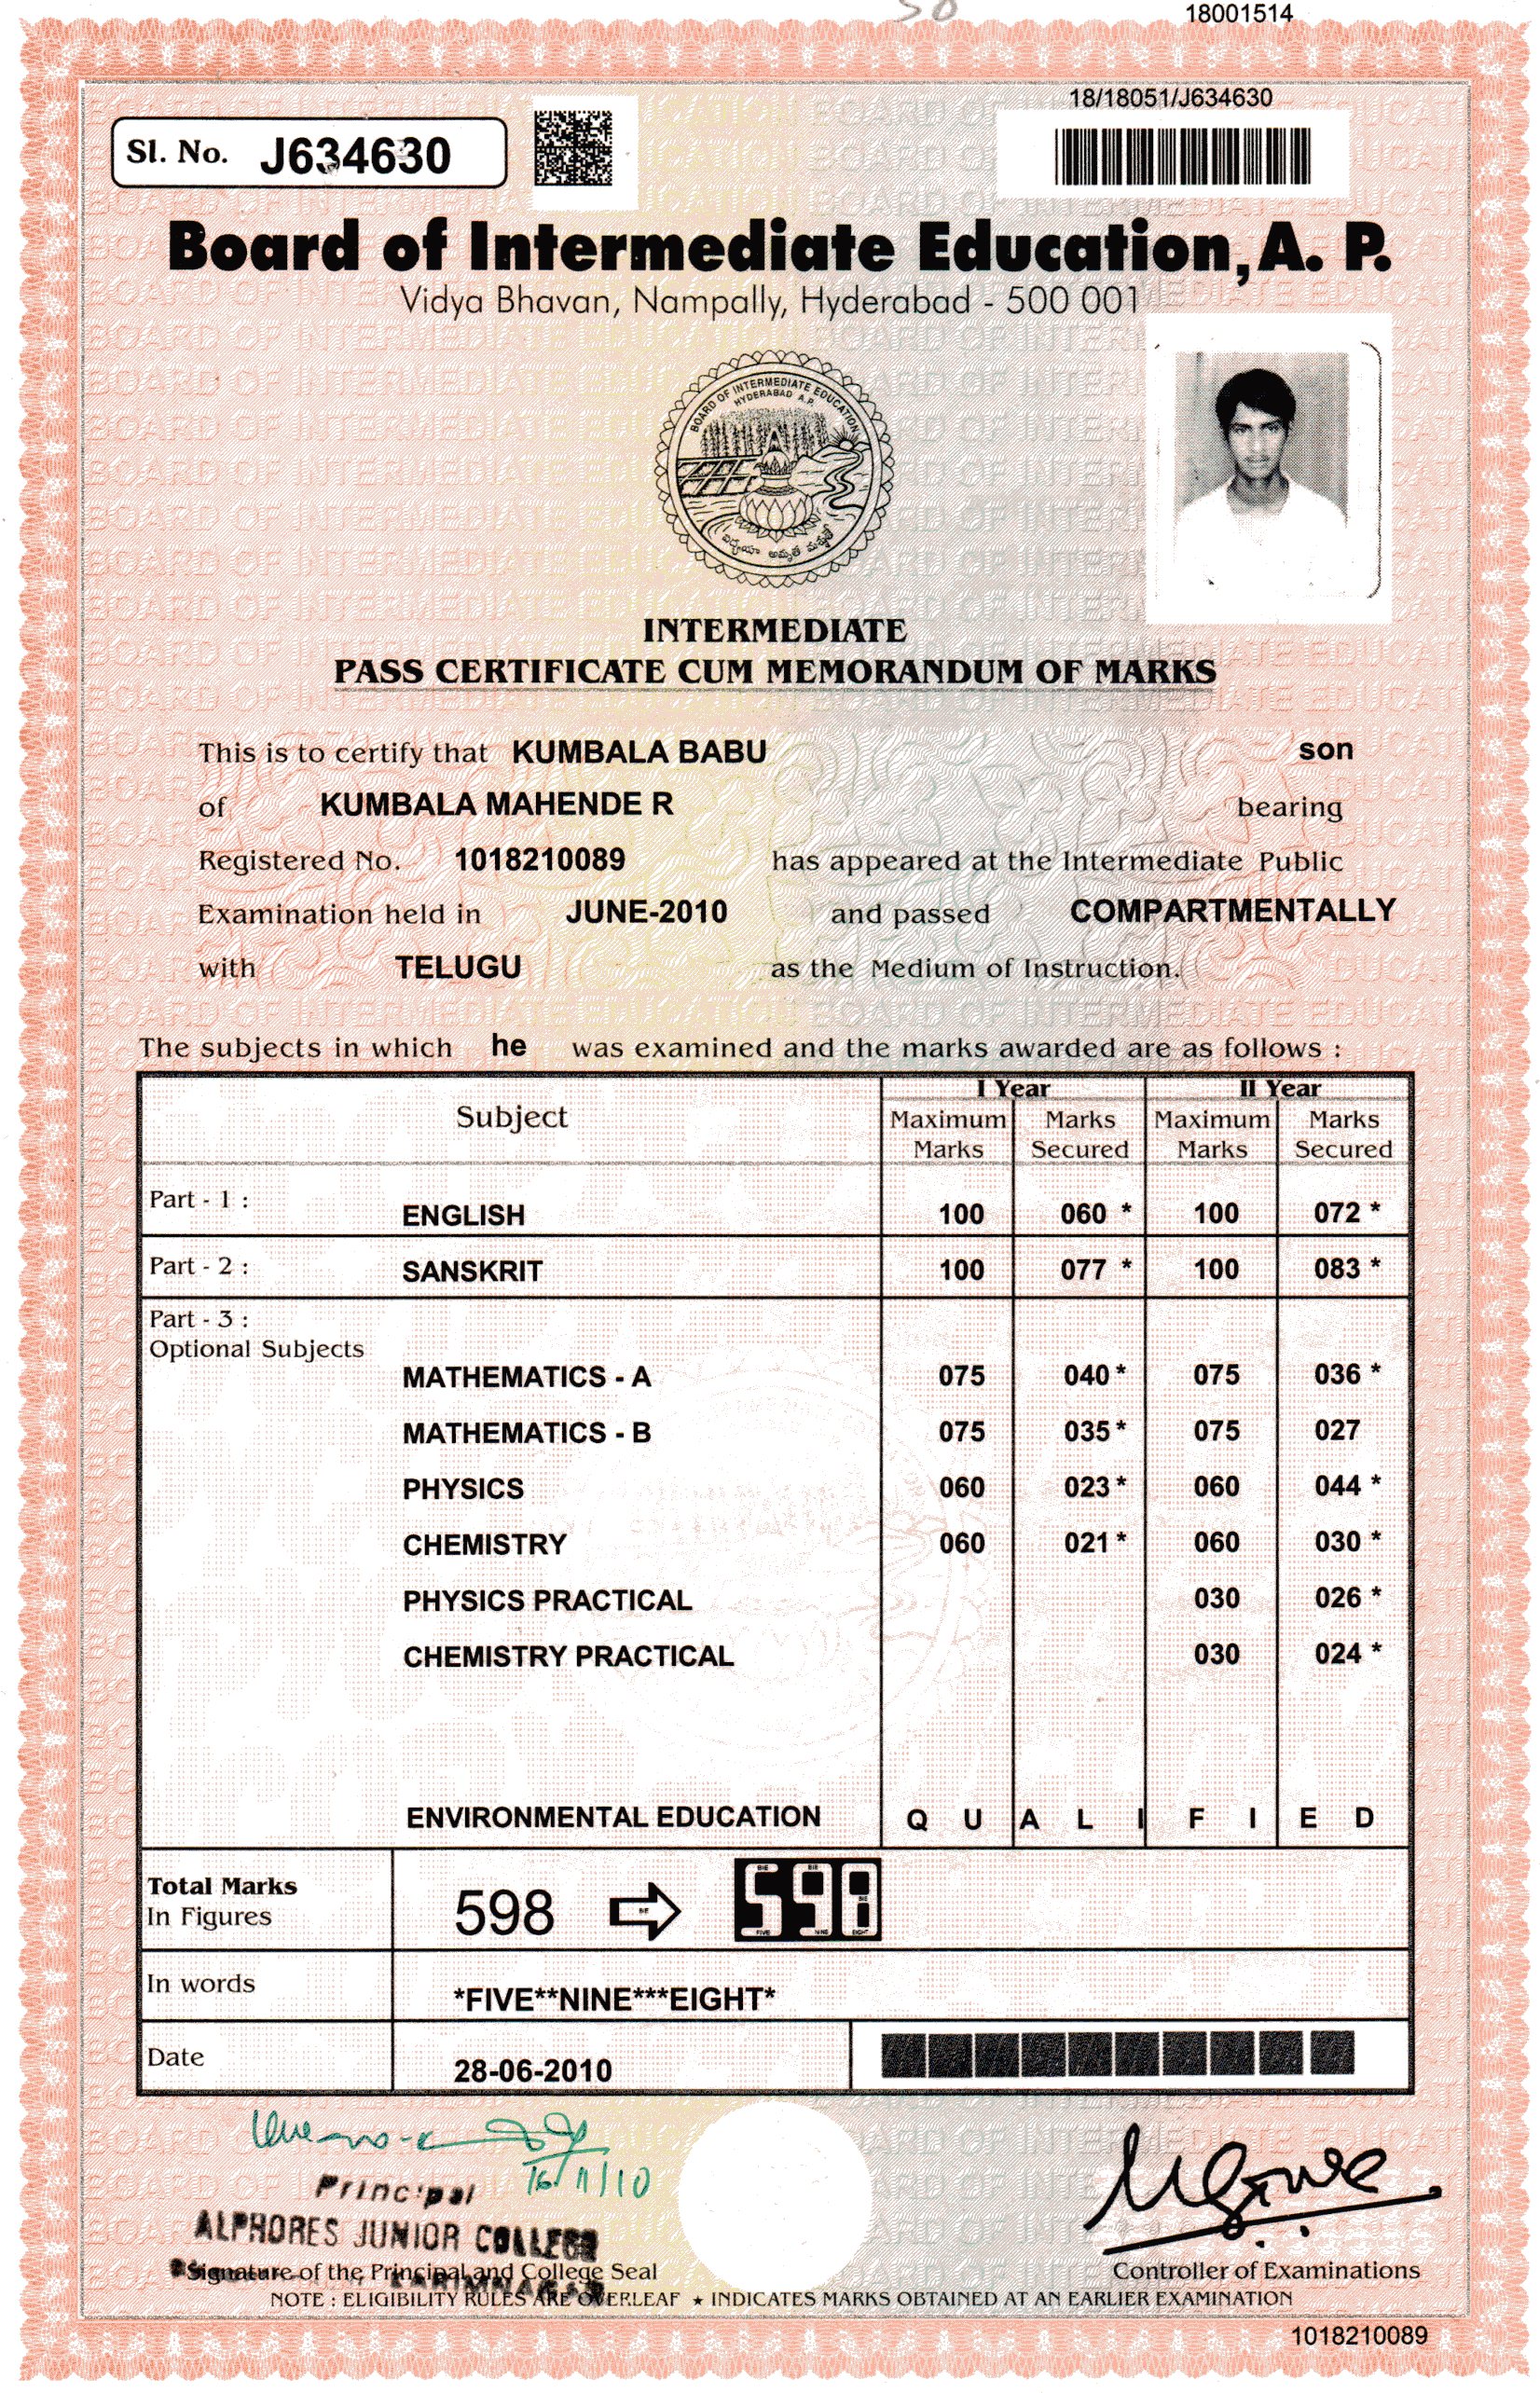 18001514
18/18051/J634630
Sl. No. J634630
Board of Intermediate Education, A. P.
Vidya Bhavan, Nampally, Hyderabad - 500 001
BOARD OF INTERMEDIATE EDUCATION
HYDERABAD A.P.
INTERMEDIATE
PASS CERTIFICATE CUM MEMORANDUM OF MARKS
This is to certify that KUMBALA BABU son
of KUMBALA MAHENDE R bearing
Registered No. 1018210089 has appeared at the Intermediate Public
Examination held in JUNE-2010 and passed COMPARTMENTALLY
with TELUGU as the Medium of Instruction.
The subjects in which he was examined and the marks awarded are as follows :
Subject I Year II Year
Maximum Marks Marks Secured Maximum Marks Marks Secured
Part - 1 : ENGLISH 100 060 * 100 072 *
Part - 2 : SANSKRIT 100 077 * 100 083 *
Part - 3 :
Optional Subjects
MATHEMATICS - A 075 040 * 075 036 *
MATHEMATICS - B 075 035 * 075 027
PHYSICS 060 023 * 060 044 *
CHEMISTRY 060 021 * 060 030 *
PHYSICS PRACTICAL 030 026 *
CHEMISTRY PRACTICAL 030 024 *
ENVIRONMENTAL EDUCATION Q U A L I F I E D
Total Marks
In Figures 598 598
In words *FIVE**NINE***EIGHT*
Date 28-06-2010
16/11/10
Principal
ALPHORES JUNIOR COLLEGE
KARIMNAGAR
Signature of the Principal and College Seal
Controller of Examinations
NOTE : ELIGIBILITY RULES ARE OVERLEAF ★ INDICATES MARKS OBTAINED AT AN EARLIER EXAMINATION
1018210089